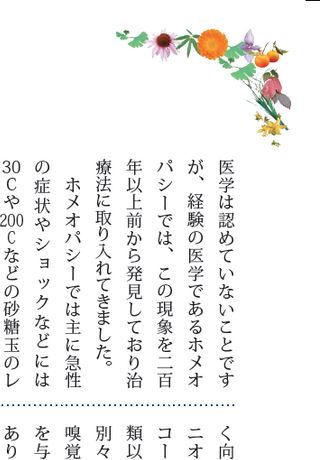 医学は認めていないことです
が、経験の医学であるホメオ
パシーでは、この現象を二百
年以上前から発見しており治
療法に取り入れてきました。
ホメオパシーでは主に急性
の症状やショックなどには
30Cや200Cなどの砂糖玉のレ
く向
ニオ
コー
類以
別々
嗅覚
を与
あり